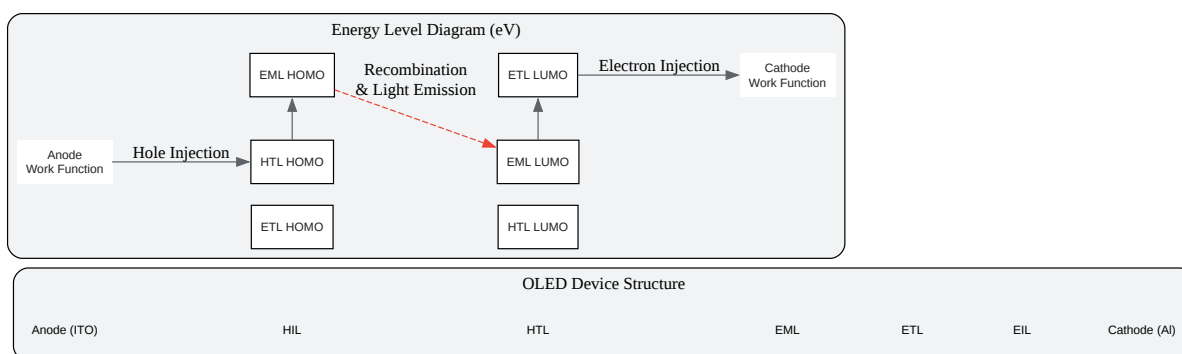 Energy Level Diagram (eV)
EML HOMO
Recombination
& Light Emission
ETL LUMO
Electron Injection
Cathode
Work Function
Anode
Work Function
Hole Injection
HTL HOMO
EML LUMO
ETL HOMO
HTL LUMO
OLED Device Structure
Anode (ITO)
HIL
HTL
EML
ETL
EIL
Cathode (Al)